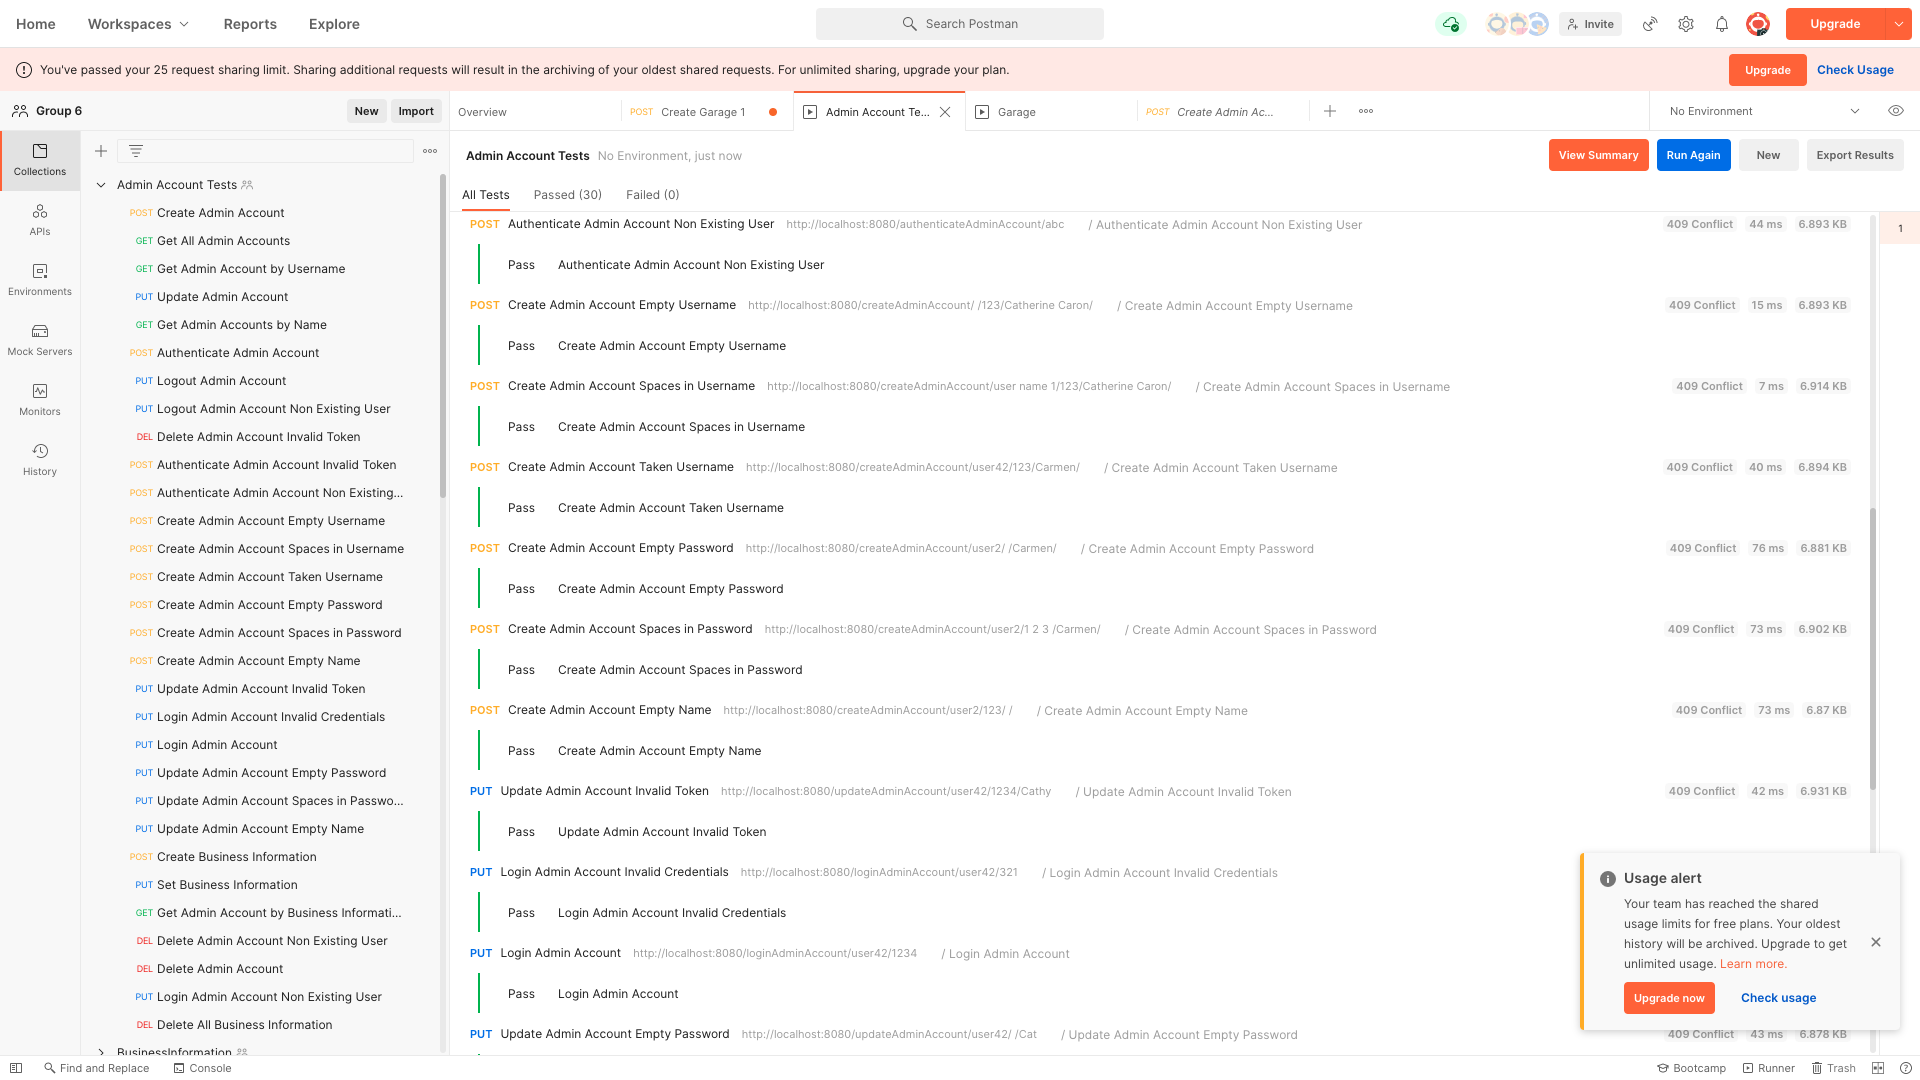 Home Workspaces Reports Explore Search Postman Invite Upgrade
You've passed your 25 request sharing limit. Sharing additional requests will result in the archiving of your oldest shared requests. For unlimited sharing, upgrade your plan. Upgrade Check Usage
Group 6 New Import
Overview POST Create Garage 1 Admin Account Te... Garage POST Create Admin Ac... No Environment
Collections
APIs
Environments
Mock Servers
Monitors
History
Admin Account Tests
POST Create Admin Account
GET Get All Admin Accounts
GET Get Admin Account by Username
PUT Update Admin Account
GET Get Admin Accounts by Name
POST Authenticate Admin Account
PUT Logout Admin Account
PUT Logout Admin Account Non Existing User
DEL Delete Admin Account Invalid Token
POST Authenticate Admin Account Invalid Token
POST Authenticate Admin Account Non Existing...
POST Create Admin Account Empty Username
POST Create Admin Account Spaces in Username
POST Create Admin Account Taken Username
POST Create Admin Account Empty Password
POST Create Admin Account Spaces in Password
POST Create Admin Account Empty Name
PUT Update Admin Account Invalid Token
PUT Login Admin Account Invalid Credentials
PUT Login Admin Account
PUT Update Admin Account Empty Password
PUT Update Admin Account Spaces in Passwo...
PUT Update Admin Account Empty Name
POST Create Business Information
PUT Set Business Information
GET Get Admin Account by Business Informati...
DEL Delete Admin Account Non Existing User
DEL Delete Admin Account
PUT Login Admin Account Non Existing User
DEL Delete All Business Information
BusinessInformation
Admin Account Tests No Environment, just now View Summary Run Again New Export Results
All Tests Passed (30) Failed (0)
POST Authenticate Admin Account Non Existing User http://localhost:8080/authenticateAdminAccount/abc / Authenticate Admin Account Non Existing User 409 Conflict 44 ms 6.893 KB 1
Pass Authenticate Admin Account Non Existing User
POST Create Admin Account Empty Username http://localhost:8080/createAdminAccount/ /123/Catherine Caron/ / Create Admin Account Empty Username 409 Conflict 15 ms 6.893 KB
Pass Create Admin Account Empty Username
POST Create Admin Account Spaces in Username http://localhost:8080/createAdminAccount/user name 1/123/Catherine Caron/ / Create Admin Account Spaces in Username 409 Conflict 7 ms 6.914 KB
Pass Create Admin Account Spaces in Username
POST Create Admin Account Taken Username http://localhost:8080/createAdminAccount/user42/123/Carmen/ / Create Admin Account Taken Username 409 Conflict 40 ms 6.894 KB
Pass Create Admin Account Taken Username
POST Create Admin Account Empty Password http://localhost:8080/createAdminAccount/user2/ /Carmen/ / Create Admin Account Empty Password 409 Conflict 76 ms 6.881 KB
Pass Create Admin Account Empty Password
POST Create Admin Account Spaces in Password http://localhost:8080/createAdminAccount/user2/1 2 3 /Carmen/ / Create Admin Account Spaces in Password 409 Conflict 73 ms 6.902 KB
Pass Create Admin Account Spaces in Password
POST Create Admin Account Empty Name http://localhost:8080/createAdminAccount/user2/123/ / / Create Admin Account Empty Name 409 Conflict 73 ms 6.87 KB
Pass Create Admin Account Empty Name
PUT Update Admin Account Invalid Token http://localhost:8080/updateAdminAccount/user42/1234/Cathy / Update Admin Account Invalid Token 409 Conflict 42 ms 6.931 KB
Pass Update Admin Account Invalid Token
PUT Login Admin Account Invalid Credentials http://localhost:8080/loginAdminAccount/user42/321 / Login Admin Account Invalid Credentials
Pass Login Admin Account Invalid Credentials
PUT Login Admin Account http://localhost:8080/loginAdminAccount/user42/1234 / Login Admin Account
Pass Login Admin Account
PUT Update Admin Account Empty Password http://localhost:8080/updateAdminAccount/user42/ /Cat / Update Admin Account Empty Password 409 Conflict 43 ms 6.878 KB
Usage alert
Your team has reached the shared
usage limits for free plans. Your oldest
history will be archived. Upgrade to get
unlimited usage. Learn more.
Upgrade now Check usage
Find and Replace Console Bootcamp Runner Trash